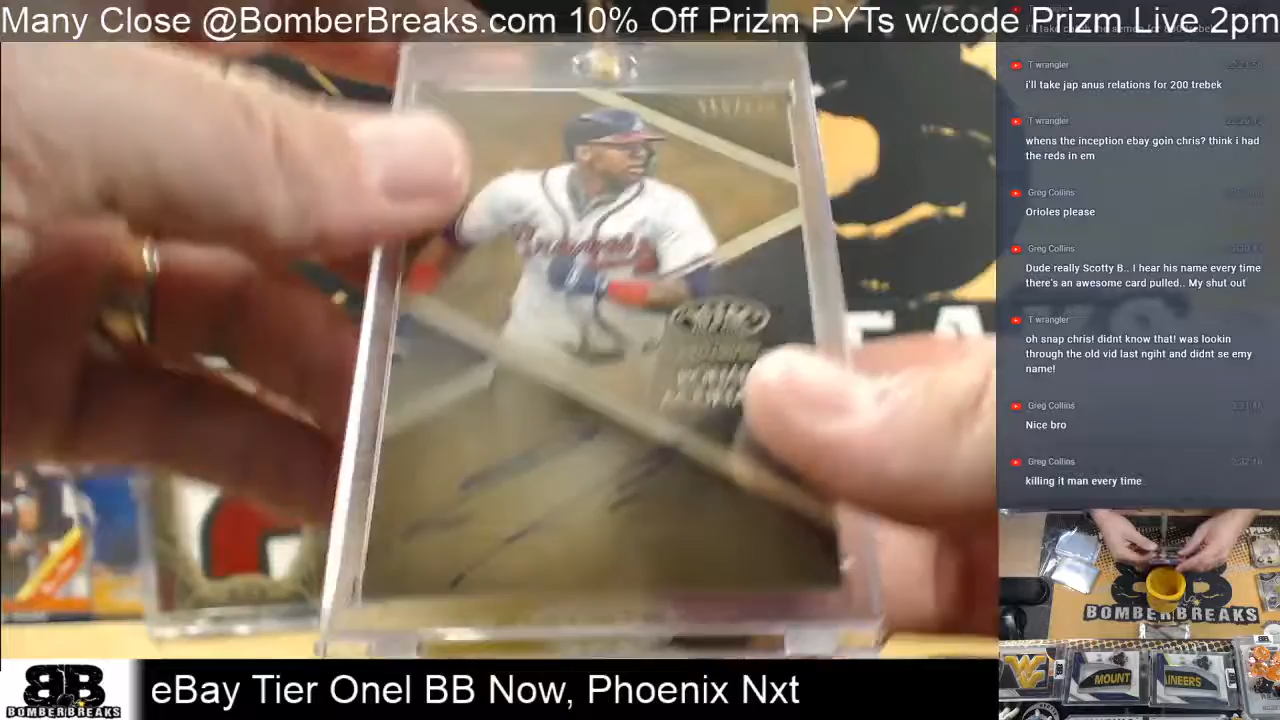 Many Close @BomberBreaks.com 10% Off Prizm PYTs w/code Prizm Live 2pm
T wrangler
i'll take jap anus relations for 200 trebek
T wrangler
whens the inception ebay goin chris? think i had
the reds in em
Greg Collins
Orioles please
Greg Collins
Dude really Scotty B.. I hear his name every time
there's an awesome card pulled.. My shut out
T wrangler
oh snap chris! didnt know that! was lookin
through the old vid last ngiht and didnt se emy
name!
Greg Collins
Nice bro
Greg Collins
killing it man every time
BOMBERBREAKS
MOUNT
AINEERS
BB
BOMBERBREAKS
eBay Tier Onel BB Now, Phoenix Nxt